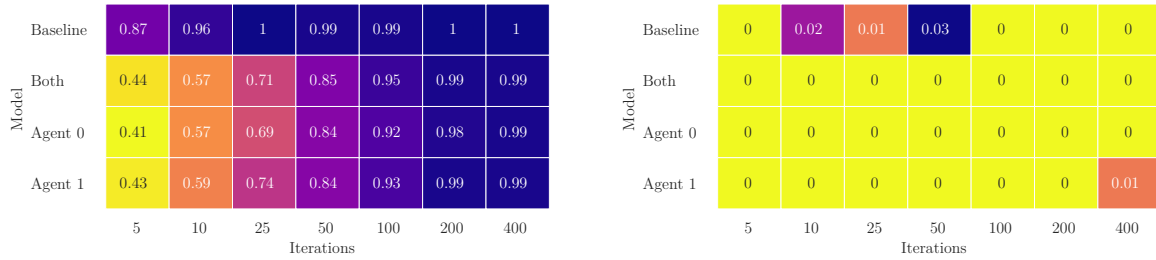 Model
Baseline 0.87 0.96 1 0.99 0.99 1 1
Both 0.44 0.57 0.71 0.85 0.95 0.99 0.99
Agent 0 0.41 0.57 0.69 0.84 0.92 0.98 0.99
Agent 1 0.43 0.59 0.74 0.84 0.93 0.99 0.99
5 10 25 50 100 200 400
Iterations
Model
Baseline 0 0.02 0.01 0.03 0 0 0
Both 0 0 0 0 0 0 0
Agent 0 0 0 0 0 0 0 0
Agent 1 0 0 0 0 0 0 0.01
5 10 25 50 100 200 400
Iterations